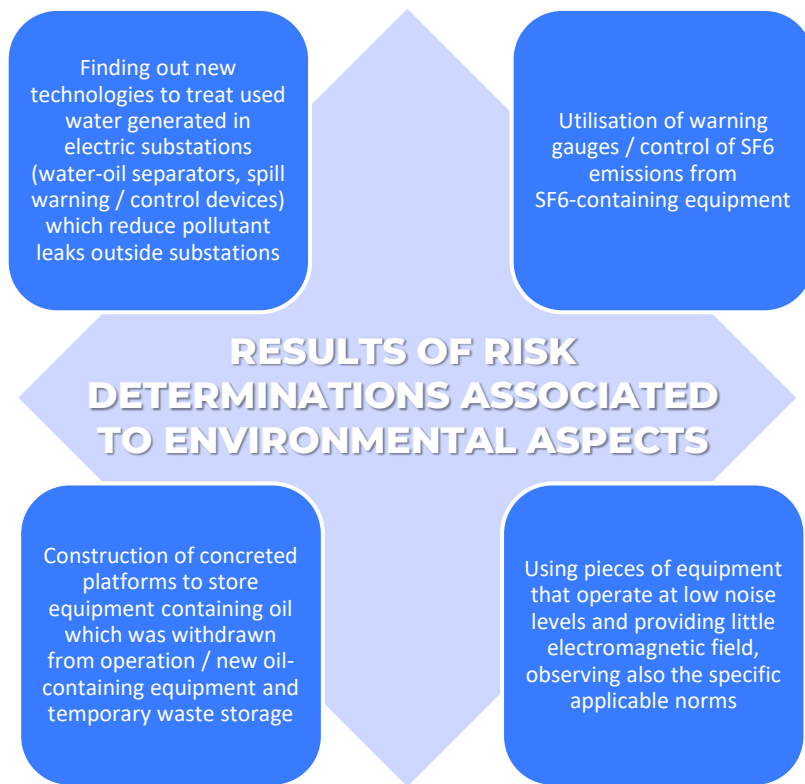 Finding out new
technologies to treat used
water generated in
electric substations
(water-oil separators, spill
warning / control devices)
which reduce pollutant
leaks outside substations
Utilisation of warning
gauges / control of SF6
emissions from
SF6-containing equipment
RESULTS OF RISK
DETERMINATIONS ASSOCIATED
TO ENVIRONMENTAL ASPECTS
Construction of concreted
platforms to store
equipment containing oil
which was withdrawn
from operation / new oil-
containing equipment and
temporary waste storage
Using pieces of equipment
that operate at low noise
levels and providing little
electromagnetic field,
observing also the specific
applicable norms